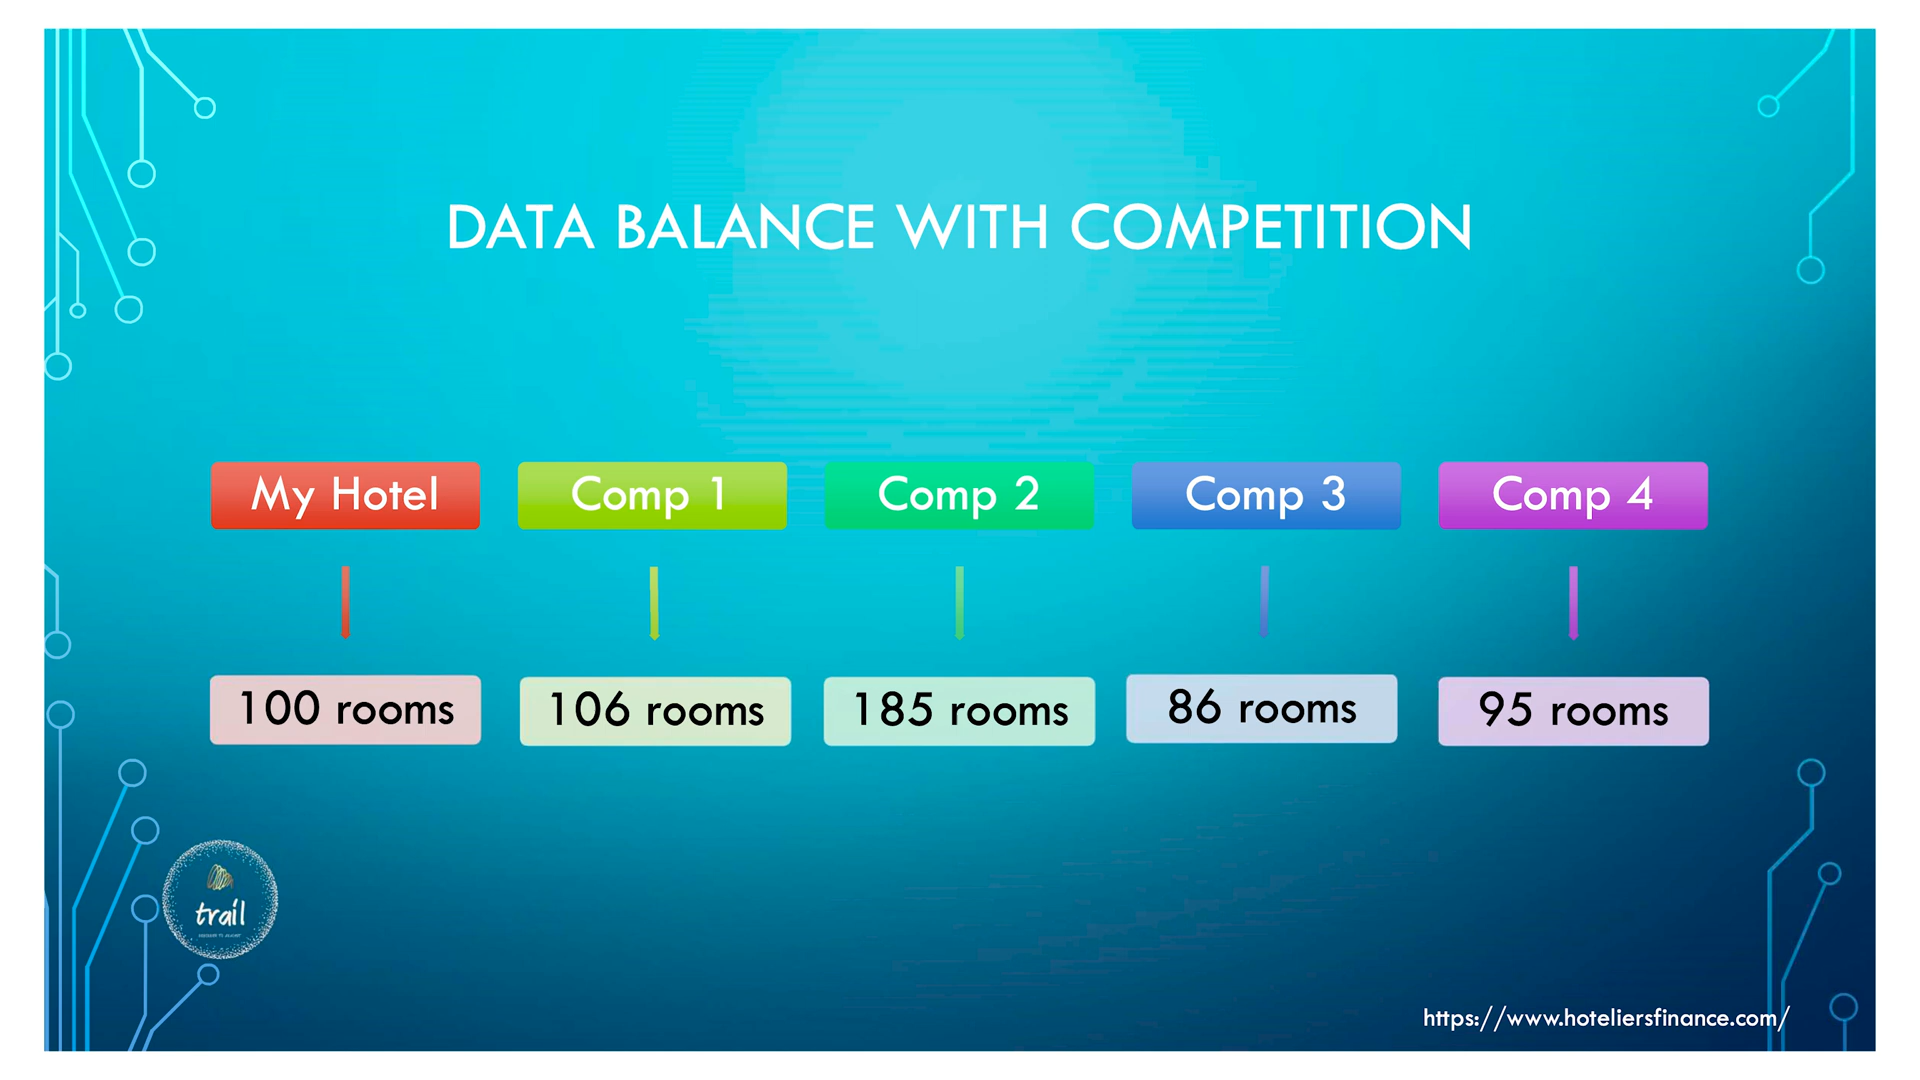 DATA BALANCE WITH COMPETITION
My Hotel
Comp 1
Comp 2
Comp 3
Comp 4
100 rooms
106 rooms
185 rooms
86 rooms
95 rooms
trail
https://www.hoteliersfinance.com/